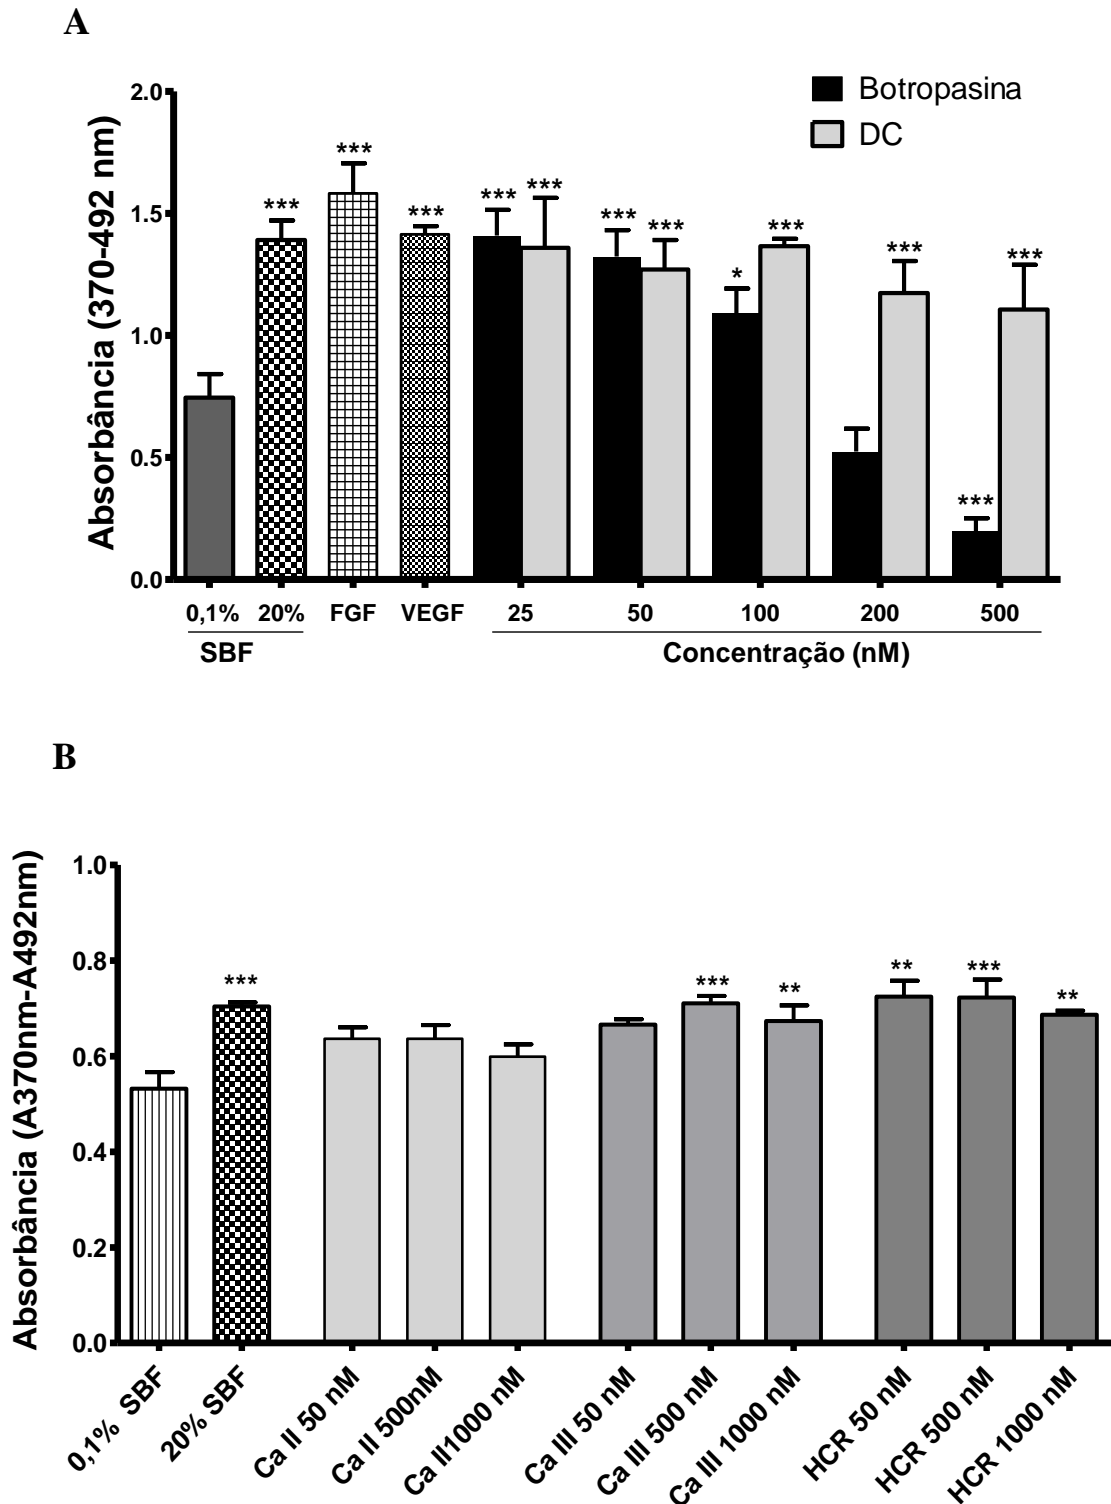 A
Botropasina
DC
Absorbância (370-492 nm)
2.0
1.5
1.0
0.5
0.0
***
***
***
***
***
***
***
*
***
***
***
***
0,1% 20% FGF VEGF 25 50 100 200 500
SBF Concentração (nM)
B
Absorbância (A370nm-A492nm)
1.0
0.8
0.6
0.4
0.2
0.0
***
***
**
**
***
**
0,1% SBF
20% SBF
Ca II 50 nM
Ca II 500nM
Ca II1000 nM
Ca III 50 nM
Ca III 500 nM
Ca III 1000 nM
HCR 50 nM
HCR 500 nM
HCR 1000 nM